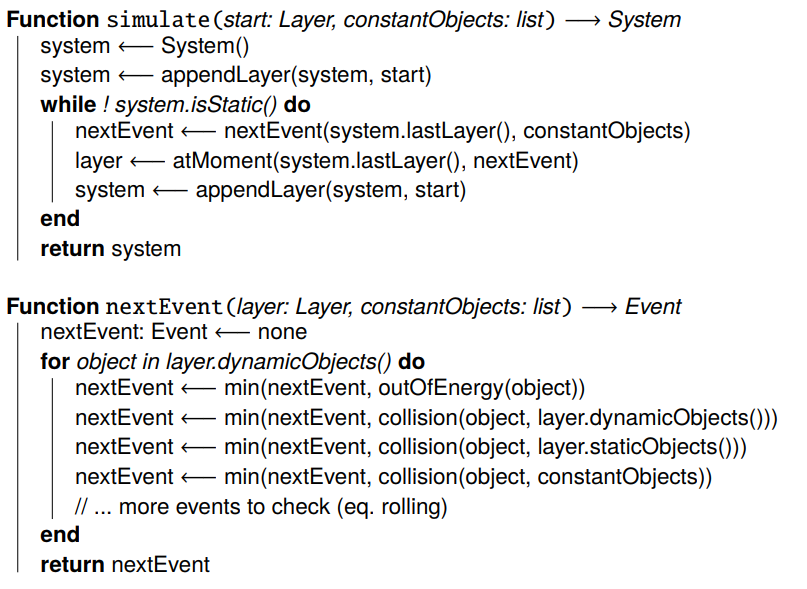 Function simulate(start: Layer, constantObjects: list) ⟶ System
system ⟵ System()
system ⟵ appendLayer(system, start)
while ! system.isStatic() do
nextEvent ⟵ nextEvent(system.lastLayer(), constantObjects)
layer ⟵ atMoment(system.lastLayer(), nextEvent)
system ⟵ appendLayer(system, start)
end
return system
Function nextEvent(layer: Layer, constantObjects: list) ⟶ Event
nextEvent: Event ⟵ none
for object in layer.dynamicObjects() do
nextEvent ⟵ min(nextEvent, outOfEnergy(object))
nextEvent ⟵ min(nextEvent, collision(object, layer.dynamicObjects()))
nextEvent ⟵ min(nextEvent, collision(object, layer.staticObjects()))
nextEvent ⟵ min(nextEvent, collision(object, constantObjects))
// ... more events to check (eq. rolling)
end
return nextEvent